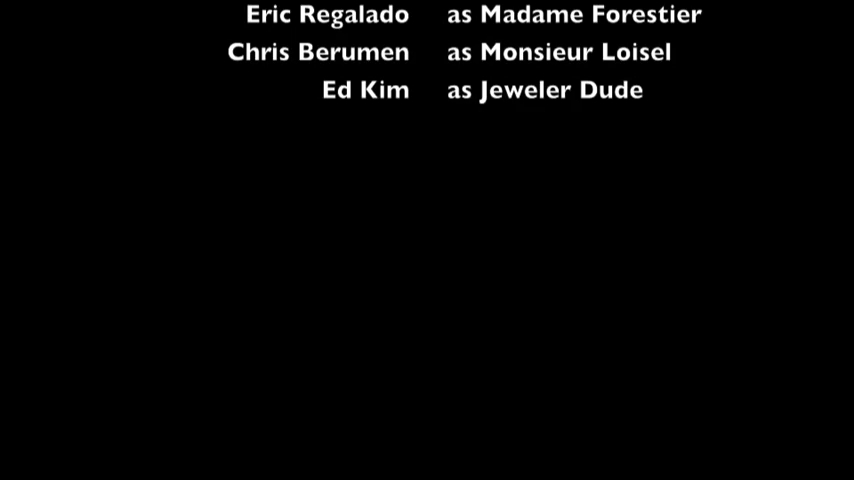 Eric Regalado as Madame Forestier
Chris Berumen as Monsieur Loisel
Ed Kim as Jeweler Dude